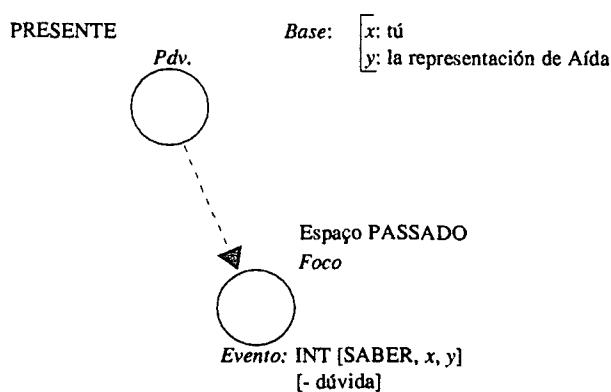 PRESENTE
Base: x: tú
Pdv.
y: la representación de Aída
Espaço PASSADO
Foco
Evento: INT [SABER, x, y]
[- dúvida]